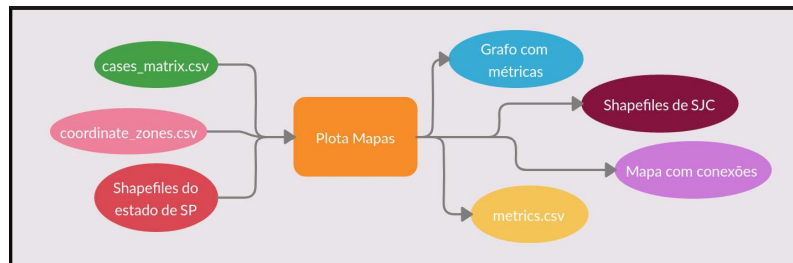 cases_matrix.csv
coordinate_zones.csv
Shapefiles do
estado de SP
Plota Mapas
Grafo com
métricas
Shapefiles de SJC
Mapa com conexões
metrics.csv